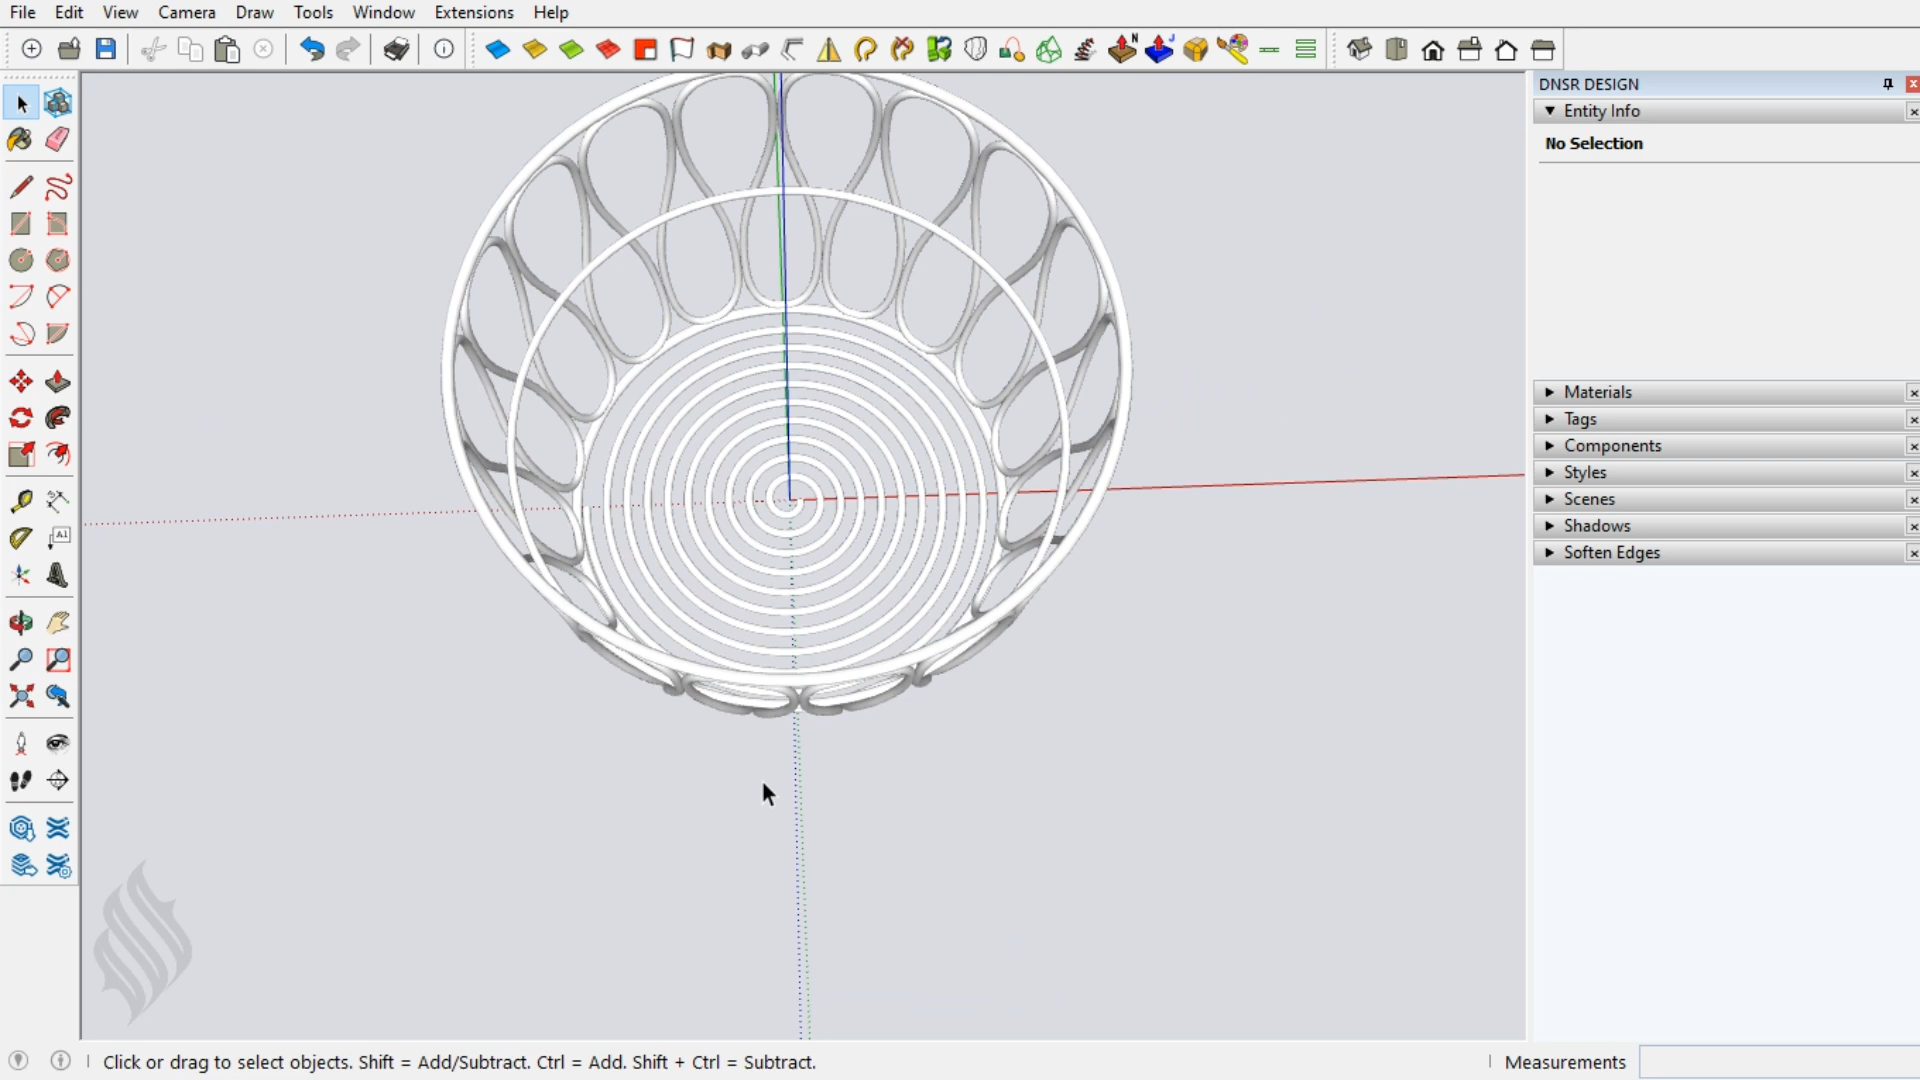 File Edit View Camera Draw Tools Window Extensions Help
N J
DNSR DESIGN
Entity Info
No Selection
Materials
Tags
Components
Styles
Scenes
Shadows
Soften Edges
A1
Click or drag to select objects. Shift = Add/Subtract. Ctrl = Add. Shift + Ctrl = Subtract.
Measurements